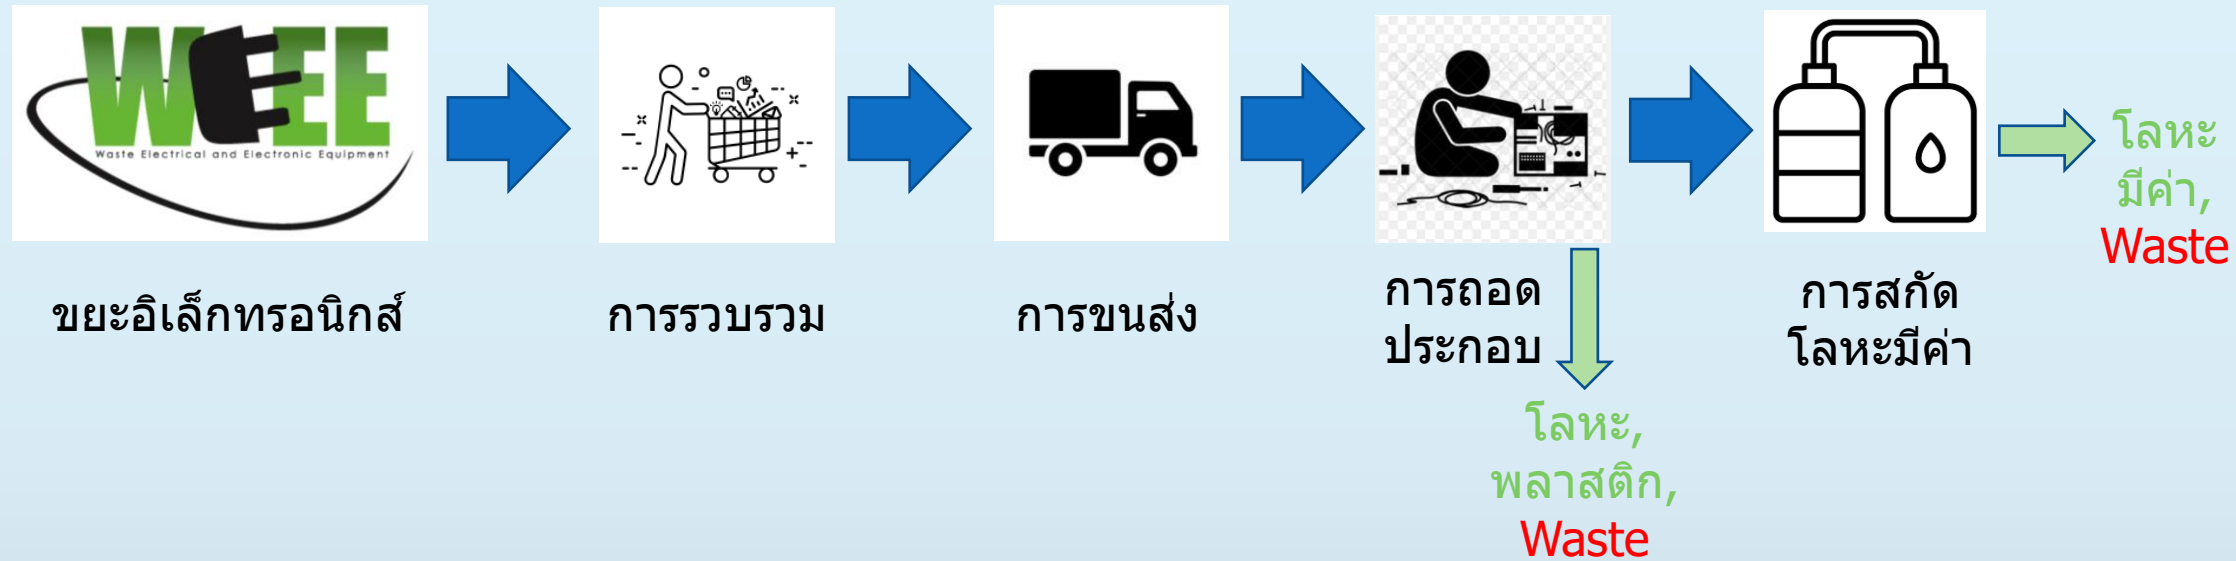 WEEE
Waste Electrical and Electronic Equipment
ขยะอิเล็กทรอนิกส์
การรวบรวม
การขนส่ง
การถอด
ประกอบ
โลหะ,
พลาสติก,
Waste
การสกัด
โลหะมีค่า
โลหะ
มีค่า,
Waste